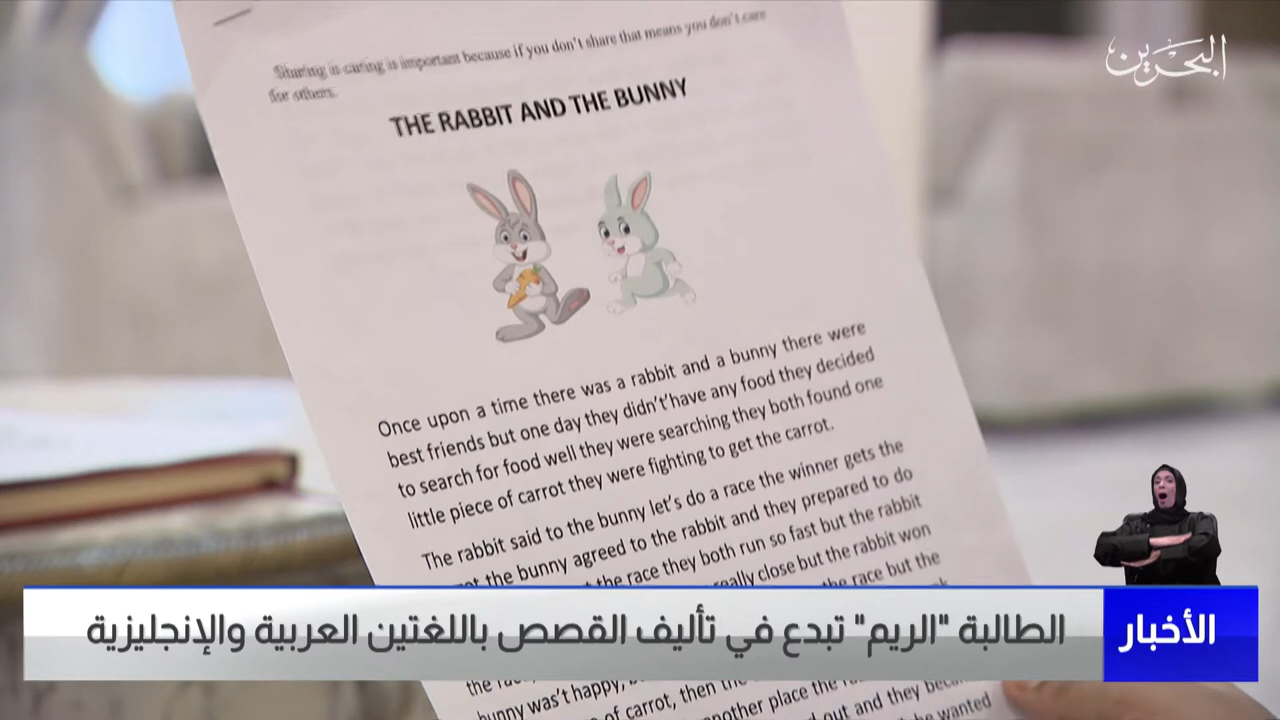 Sharing is caring is important because if you don't share that means you don't care
for others.
البحرين
THE RABBIT AND THE BUNNY
Once upon a time there was a rabbit and a bunny there were
best friends but one day they didn't'have any food they decided
to search for food well they were searching they both found one
little piece of carrot they were fighting to get the carrot.
The rabbit said to the bunny let's do a race the winner gets the
the bunny agreed to the rabbit and they prepared to do
the race they both run so fast but the rabbit
really close but the rabbit won
the race but the
الأخبار
الطالبة "الريم" تبدع في تأليف القصص باللغتين العربية والإنجليزية
the
bunny was't happy,
of carrot, then the
another place the
out and they
wanted